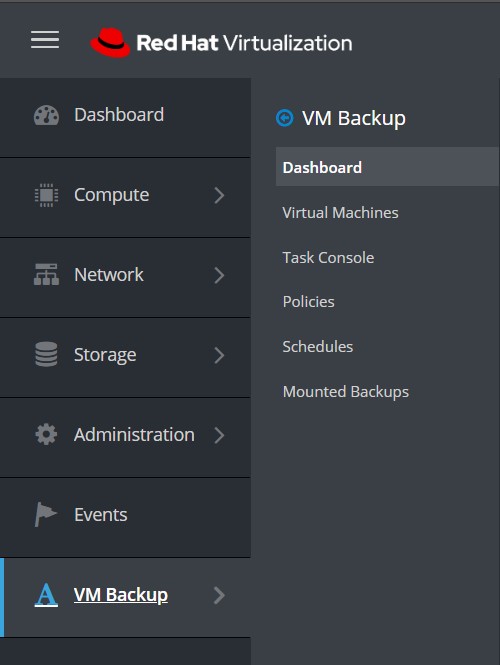 Red Hat Virtualization
Dashboard
Compute
Network
Storage
Administration
Events
VM Backup
VM Backup
Dashboard
Virtual Machines
Task Console
Policies
Schedules
Mounted Backups